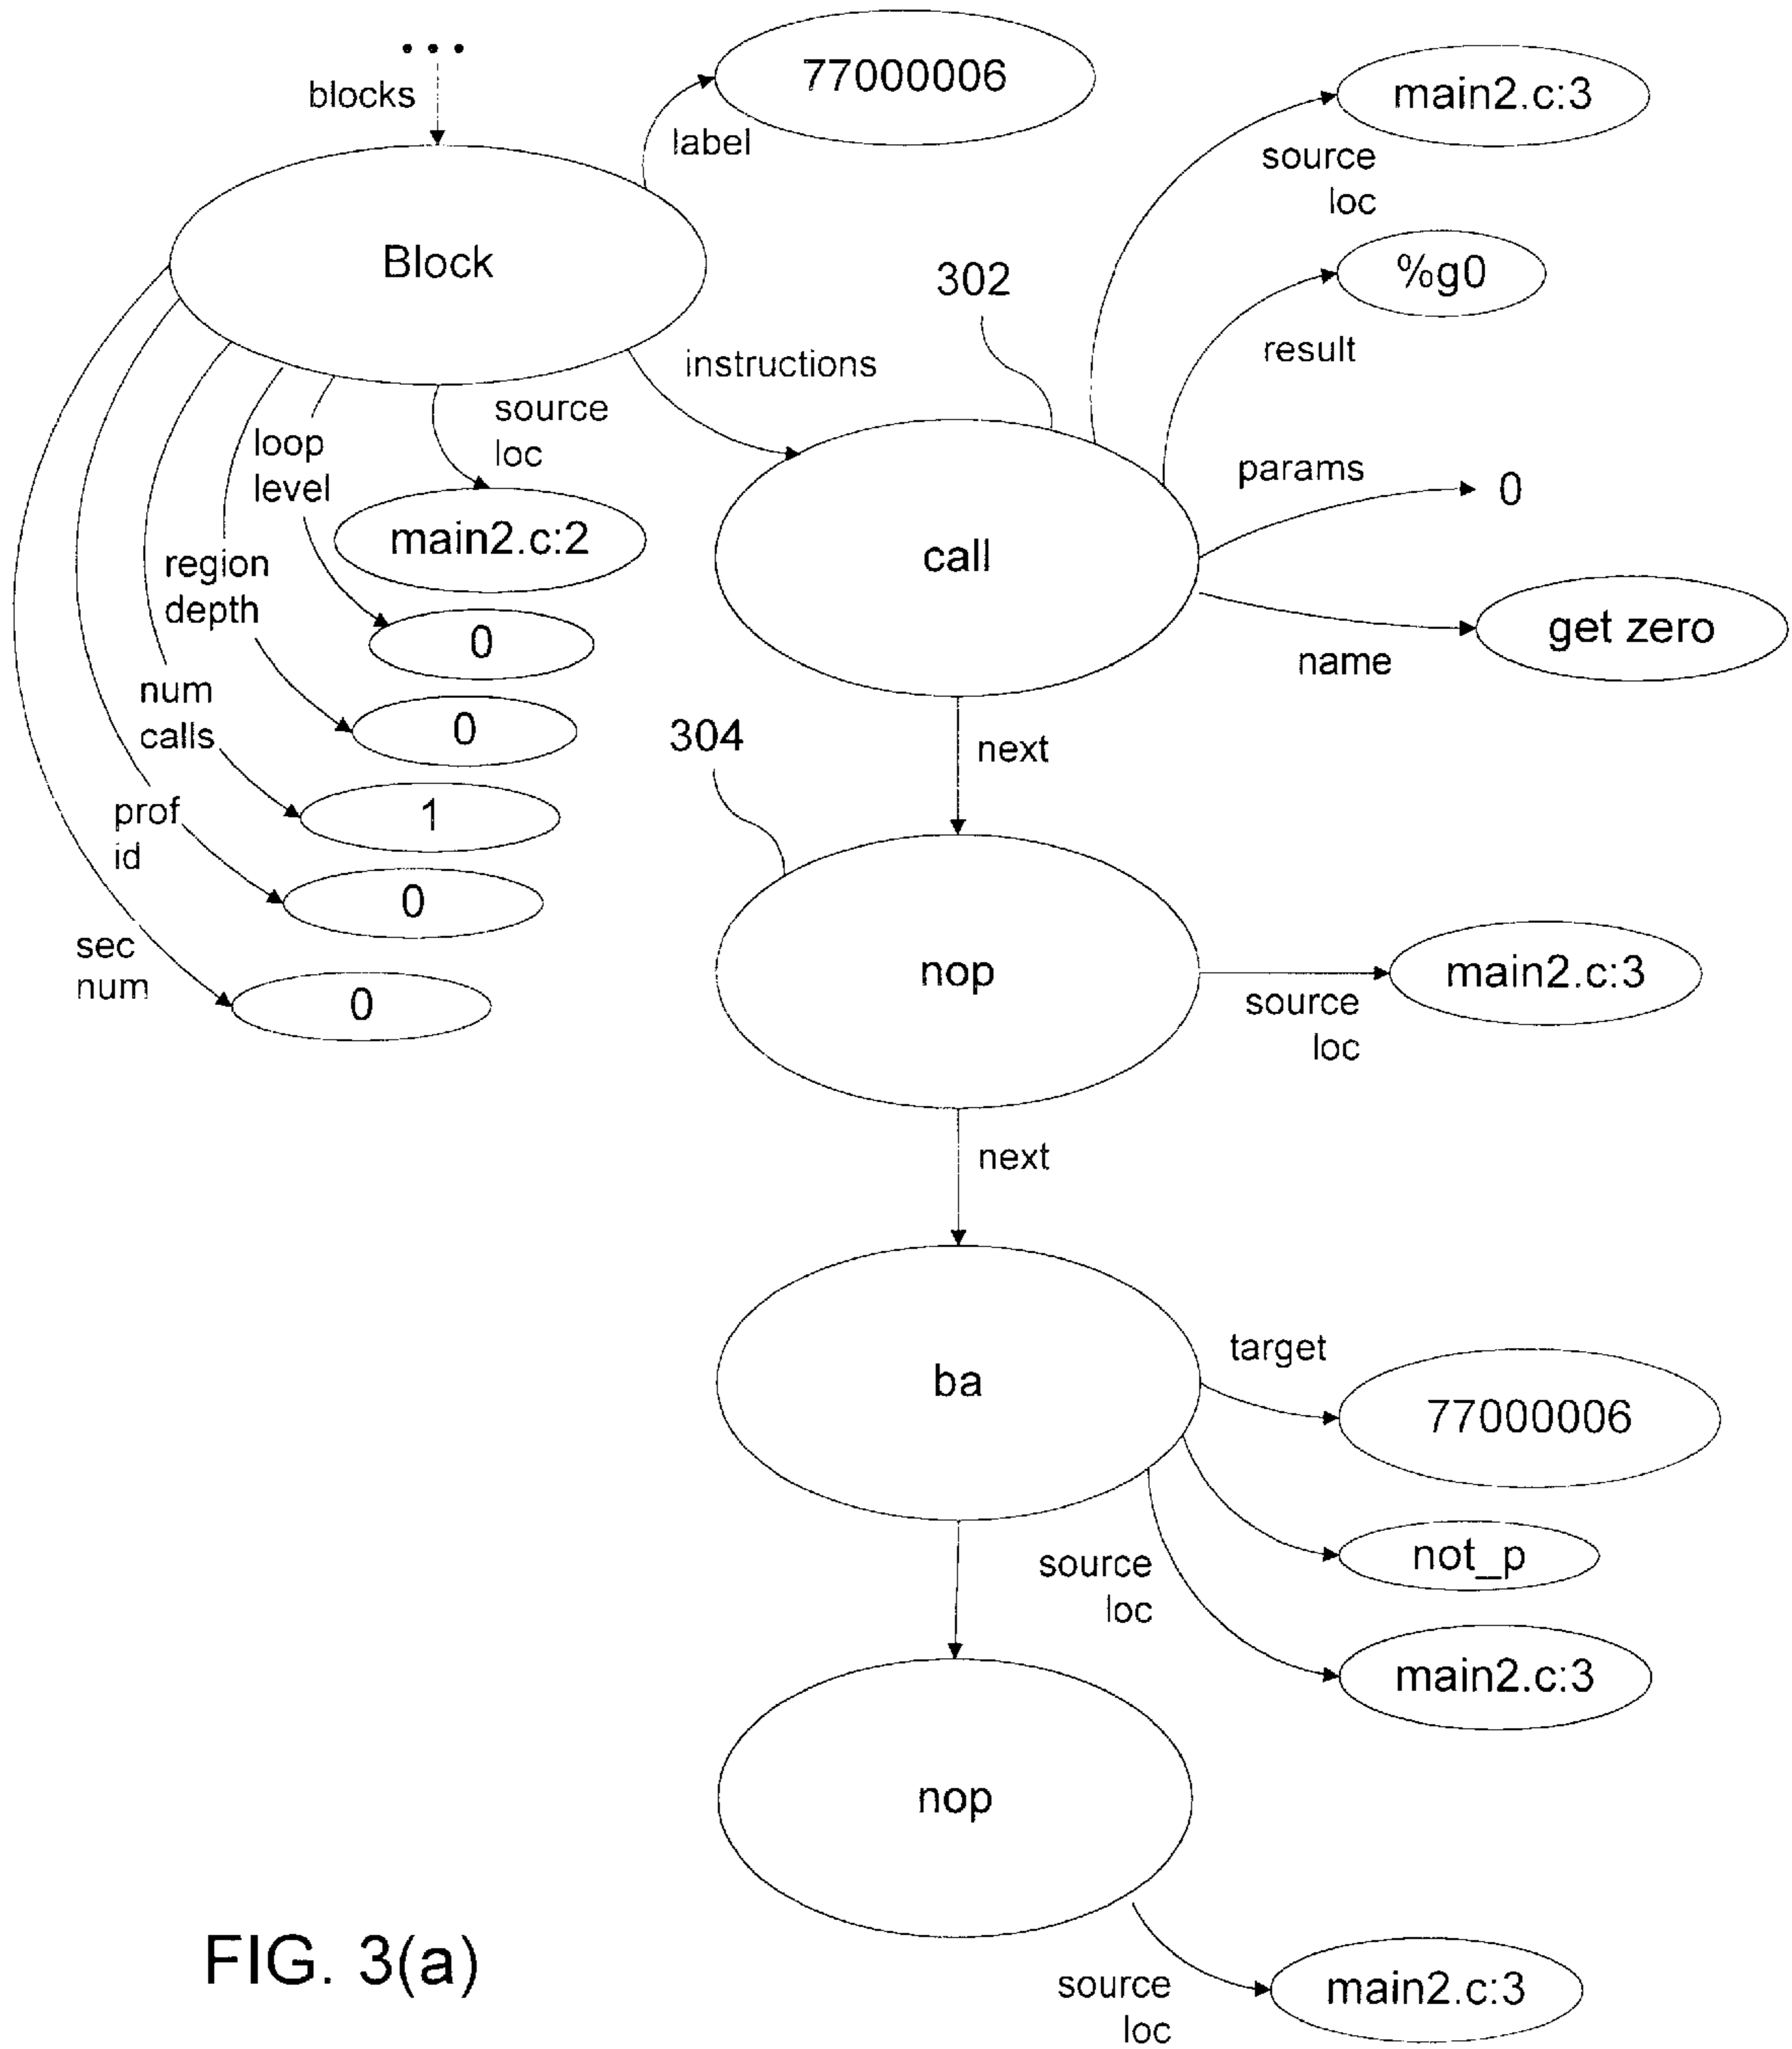 ...
blocks
77000006
label
Block
main2.c:3
source
loc
%g0
result
302
instructions
source
loc
loop
level
main2.c:2
params
0
call
get zero
name
region
depth
0
0
num
calls
1
prof
id
0
sec
num
0
304
next
nop
main2.c:3
source
loc
next
ba
target
77000006
not_p
source
loc
main2.c:3
nop
source
loc
main2.c:3
FIG. 3(a)